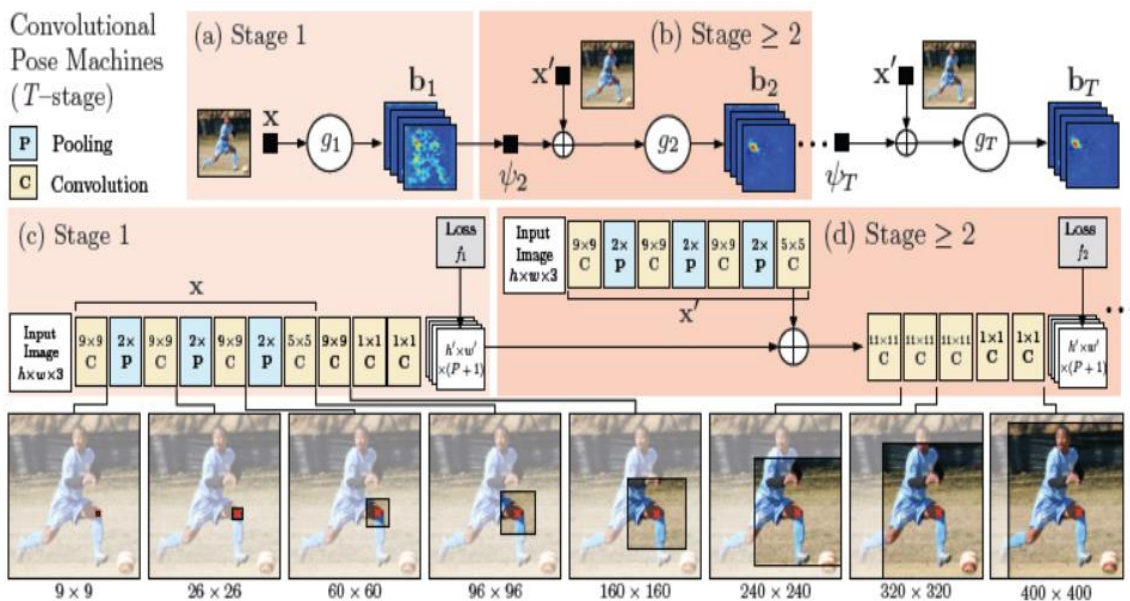 Convolutional
Pose Machines
(T–stage)
P Pooling
C Convolution
(a) Stage 1
x
g₁
b₁
(b) Stage ≥ 2
x′
ψ₂
g₂
b₂
x′
ψ_T
g_T
b_T
(c) Stage 1
Loss
f₁
x
Input
Image
h×w×3
9×9
C
2×
P
9×9
C
2×
P
9×9
C
2×
P
5×5
C
9×9
C
1×1
C
1×1
C
h′×w′
×(P+1)
(d) Stage ≥ 2
Input
Image
h×w×3
9×9
C
2×
P
9×9
C
2×
P
9×9
C
2×
P
5×5
C
x′
Loss
f₂
11×11
C
11×11
C
11×11
C
1×1
C
1×1
C
h′×w′
×(P+1)
9 × 9
26 × 26
60 × 60
96 × 96
160 × 160
240 × 240
320 × 320
400 × 400